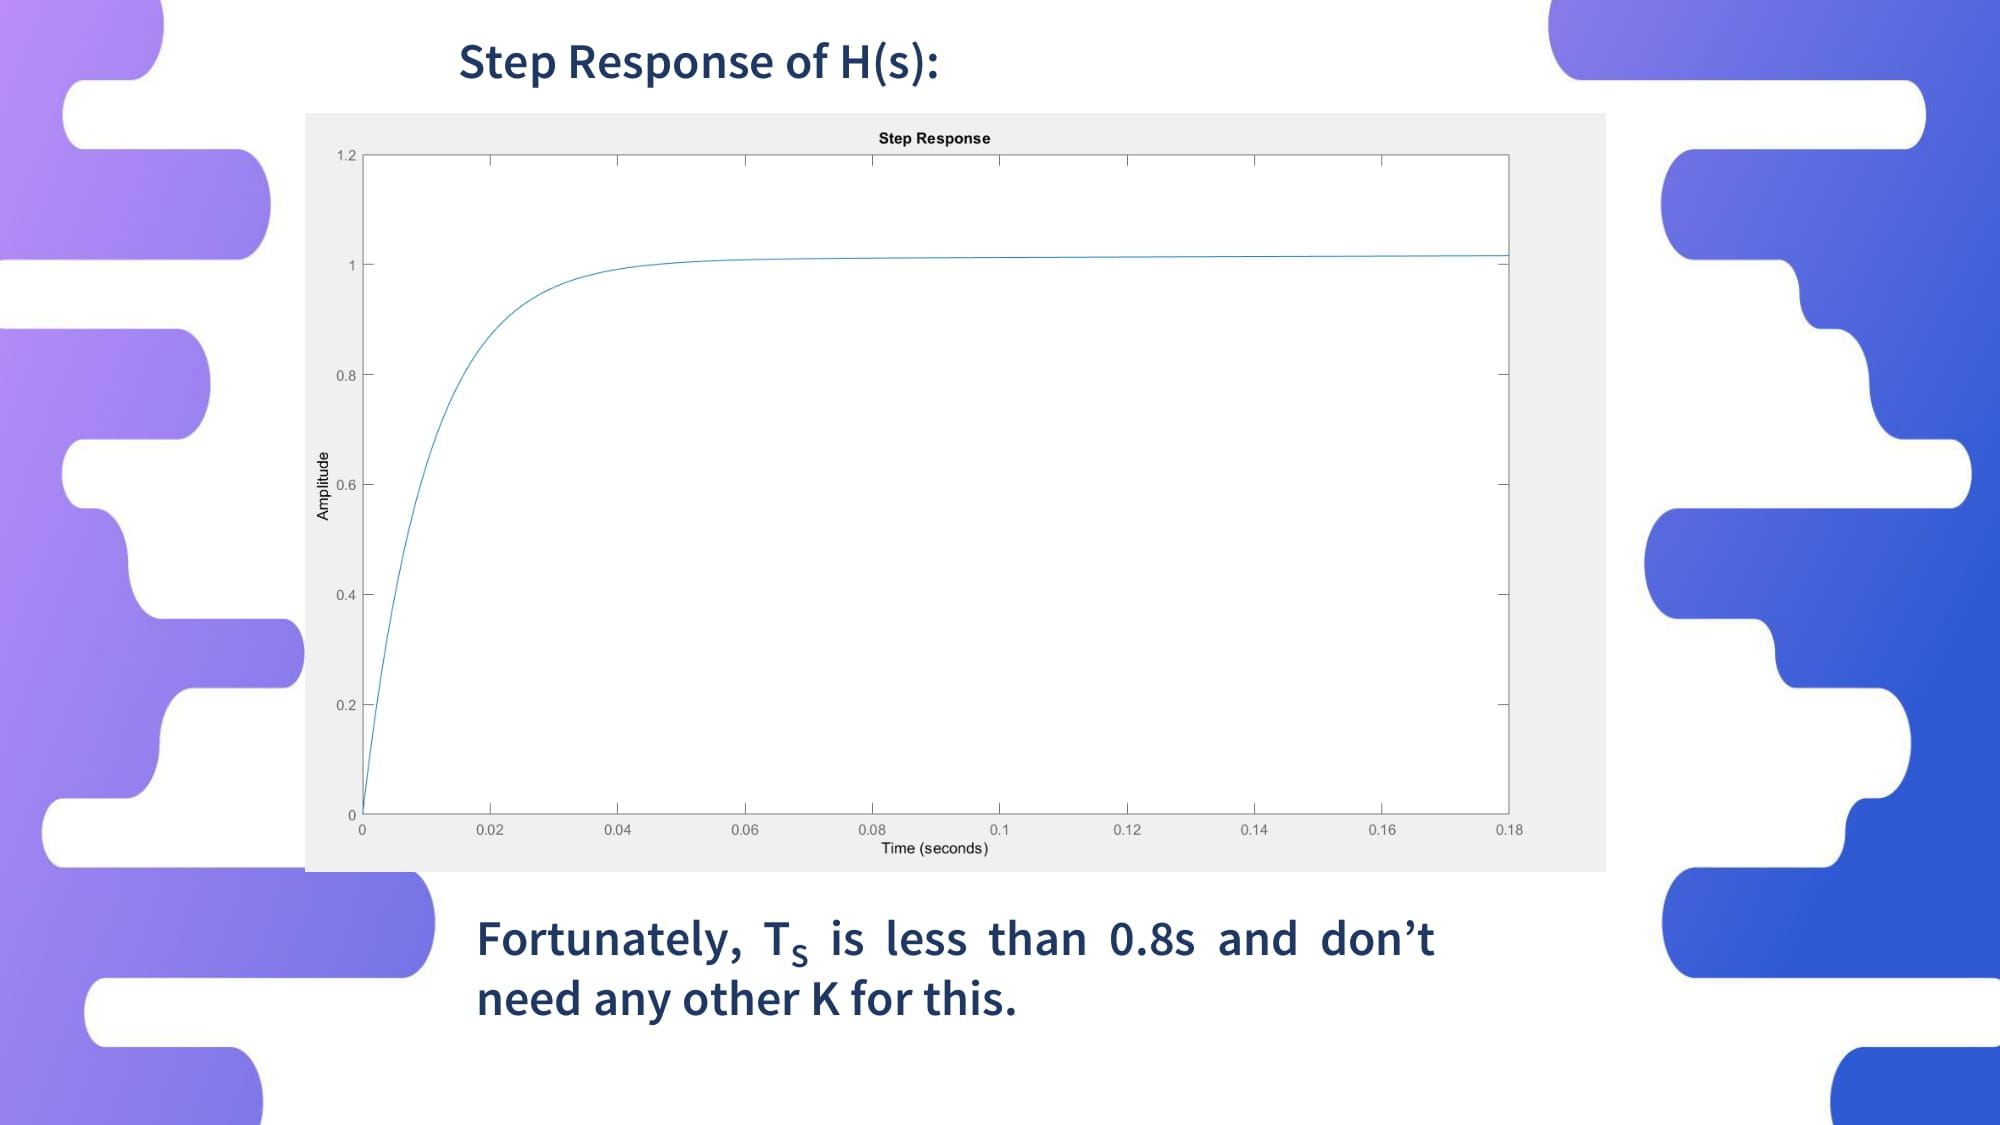 Step Response of H(s):
Step Response
1.2
1
0.8
0.6
0.4
0.2
0
Amplitude
0 0.02 0.04 0.06 0.08 0.1 0.12 0.14 0.16 0.18
Time (seconds)
Fortunately, TS is less than 0.8s and don’t
need any other K for this.